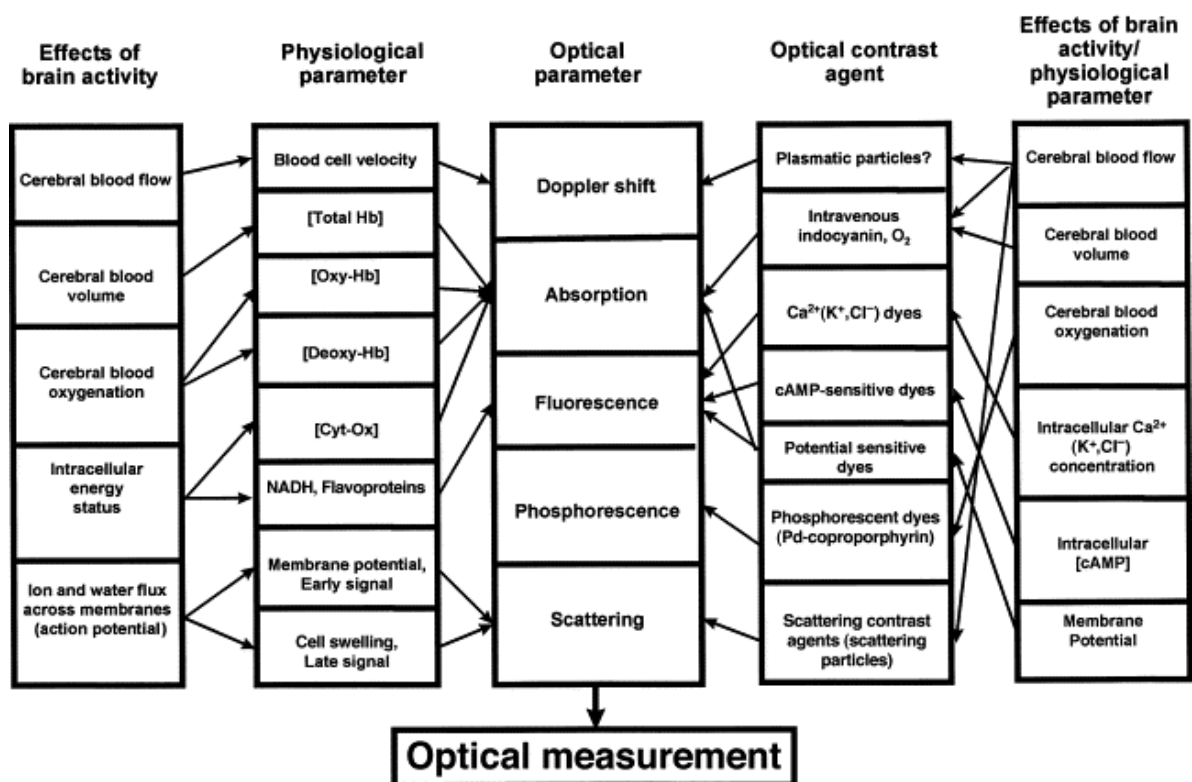 Effects of
brain activity
Physiological
parameter
Optical
parameter
Optical contrast
agent
Effects of brain
activity/
physiological
parameter
Cerebral blood flow
Cerebral blood
volume
Cerebral blood
oxygenation
Intracellular
energy
status
Ion and water flux
across membranes
(action potential)
Blood cell velocity
[Total Hb]
[Oxy-Hb]
[Deoxy-Hb]
[Cyt-Ox]
NADH, Flavoproteins
Membrane potential,
Early signal
Cell swelling,
Late signal
Doppler shift
Absorption
Fluorescence
Phosphorescence
Scattering
Plasmatic particles?
Intravenous
indocyanin, O₂
Ca²⁺(K⁺,Cl⁻) dyes
cAMP-sensitive dyes
Potential sensitive
dyes
Phosphorescent dyes
(Pd-coproporphyrin)
Scattering contrast
agents (scattering
particles)
Cerebral blood flow
Cerebral blood
volume
Cerebral blood
oxygenation
Intracellular Ca²⁺
(K⁺,Cl⁻)
concentration
Intracellular
[cAMP]
Membrane
Potential
Optical measurement